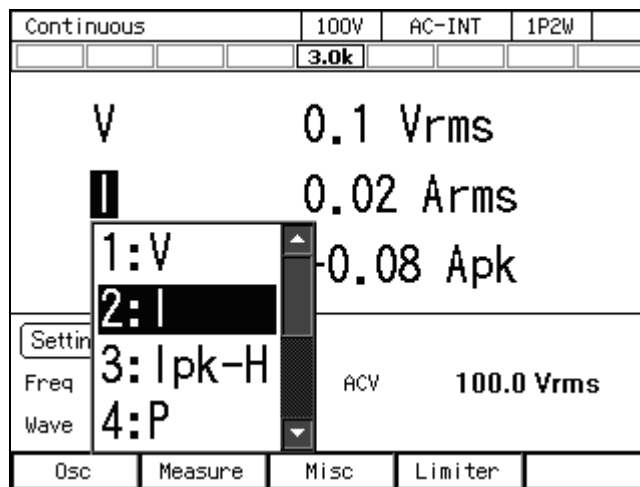 Continuous 100V AC-INT 1P2W
3.0k
V 0.1 Vrms
I 0.02 Arms
-0.08 Apk
1:V
2:I
3:Ipk-H
4:P
Settin
Freq ACV 100.0 Vrms
Wave
Osc Measure Misc Limiter